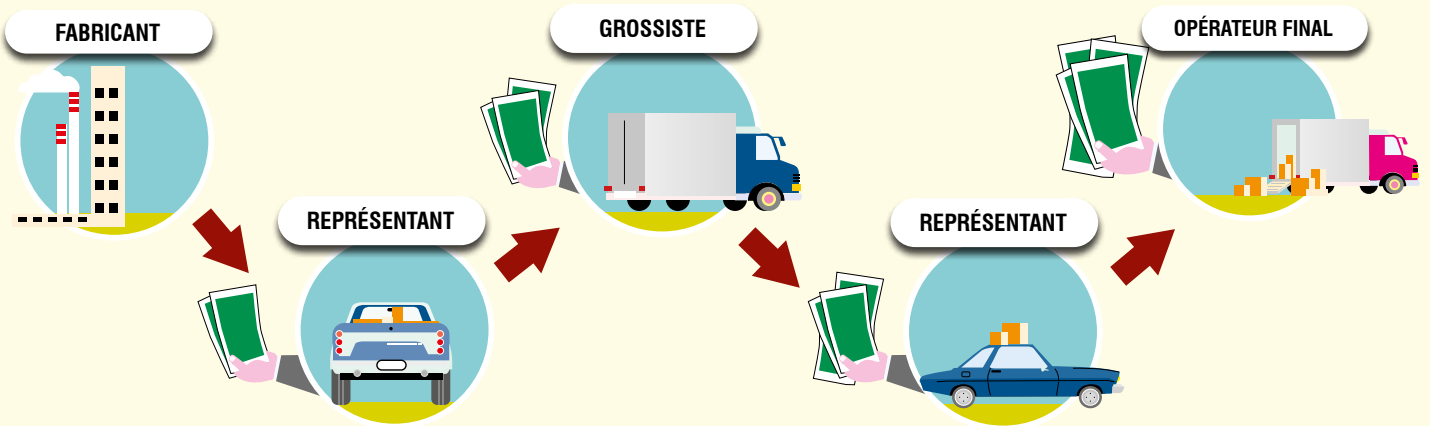 FABRICANT
REPRÉSENTANT
GROSSISTE
REPRÉSENTANT
OPÉRATEUR FINAL